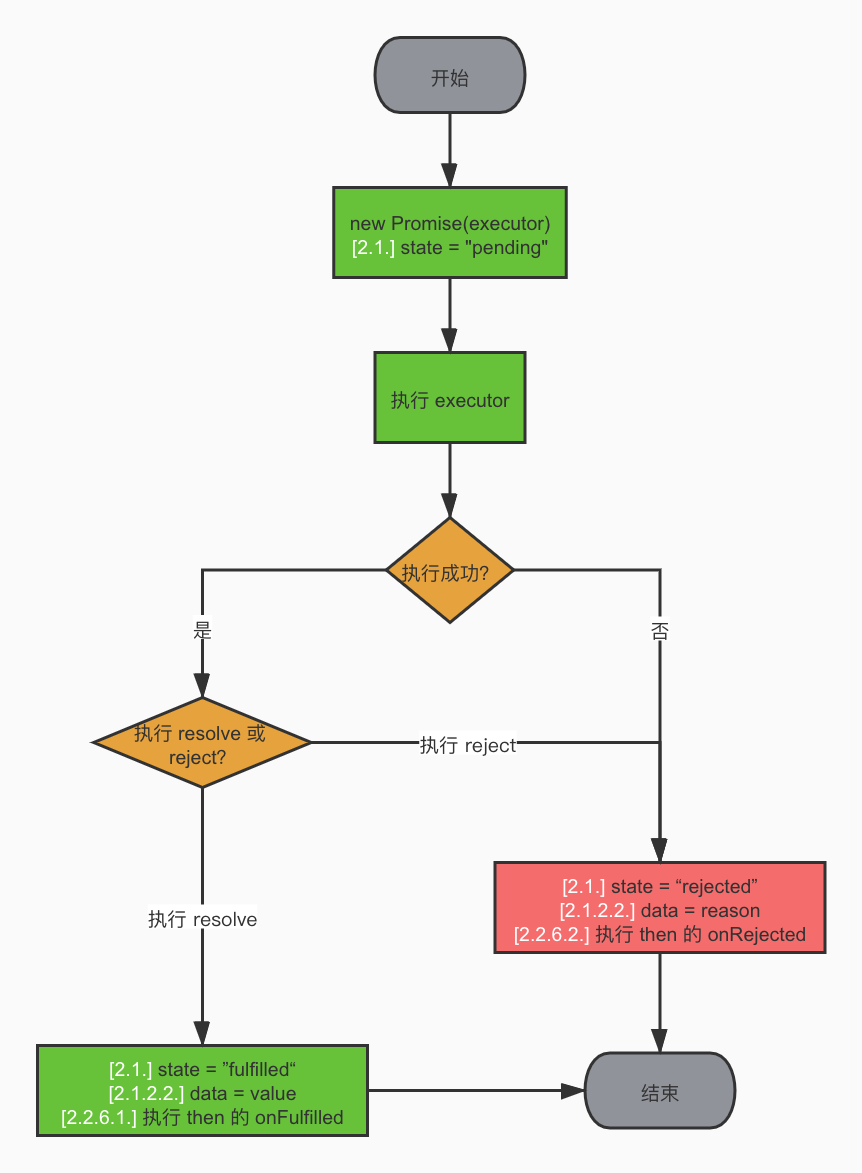 开始
new Promise(executor)
[2.1.] state = "pending"
执行 executor
执行成功?
是
否
执行 resolve 或
reject?
执行 reject
执行 resolve
[2.1.] state = “rejected”
[2.1.2.2.] data = reason
[2.2.6.2.] 执行 then 的 onRejected
[2.1.] state = ”fulfilled“
[2.1.2.2.] data = value
[2.2.6.1.] 执行 then 的 onFulfilled
结束